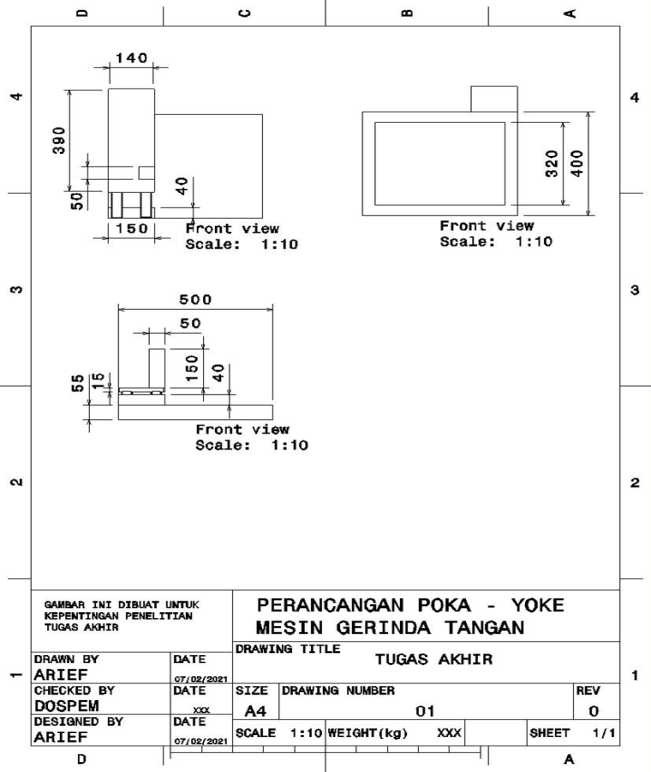 D C B A
4 4
140
390
50
40
150
Front view
Scale: 1:10
320
400
Front view
Scale: 1:10
3 3
500
50
150
40
15
55
Front view
Scale: 1:10
2 2
GAMBAR INI DIBUAT UNTUK
KEPENTINGAN PENELITIAN
TUGAS AKHIR
PERANCANGAN POKA - YOKE
MESIN GERINDA TANGAN
DRAWING TITLE
TUGAS AKHIR
DRAWN BY DATE
ARIEF 07/02/2021
CHECKED BY DATE
DOSPEM XXX
DESIGNED BY DATE
ARIEF 07/02/2021
SIZE DRAWING NUMBER REV
A4 01 0
SCALE 1:10 WEIGHT(kg) XXX SHEET 1/1
1 1
D A